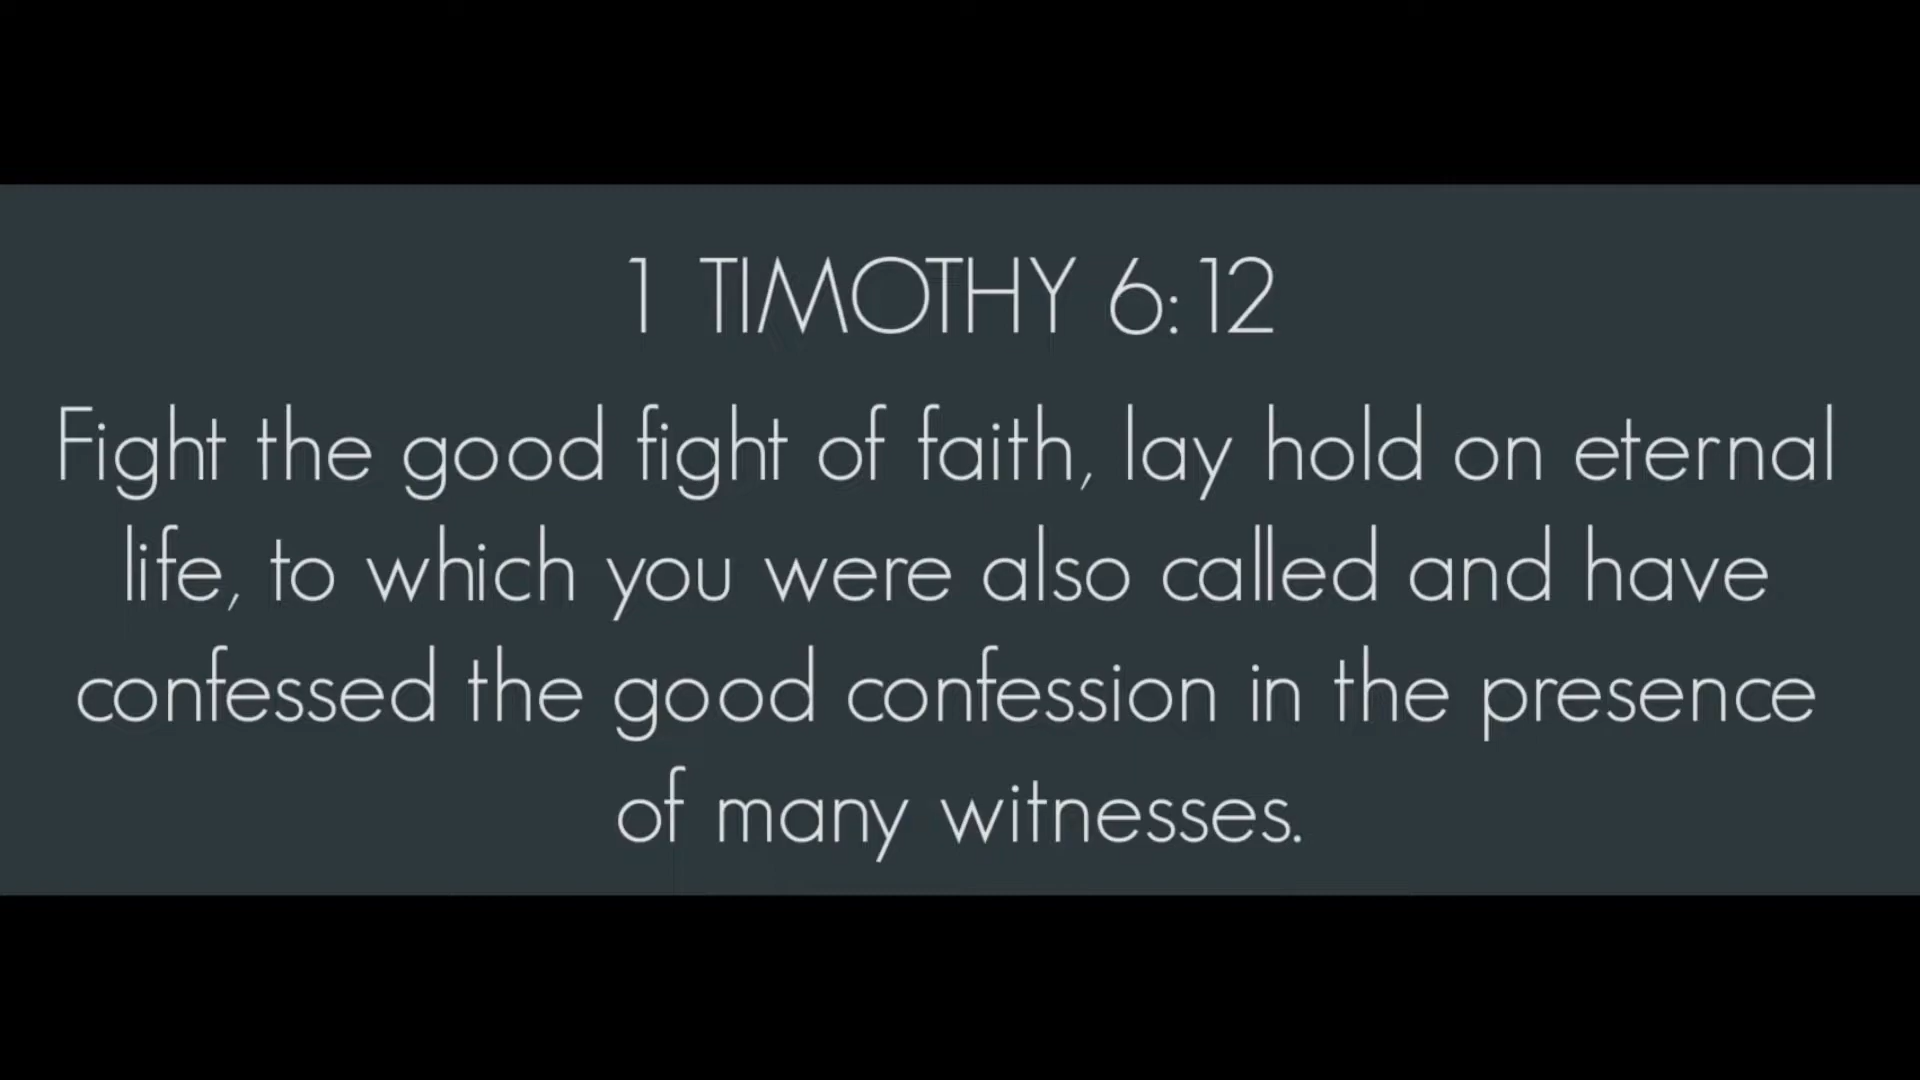 1 TIMOTHY 6:12
Fight the good fight of faith, lay hold on eternal
life, to which you were also called and have
confessed the good confession in the presence
of many witnesses.